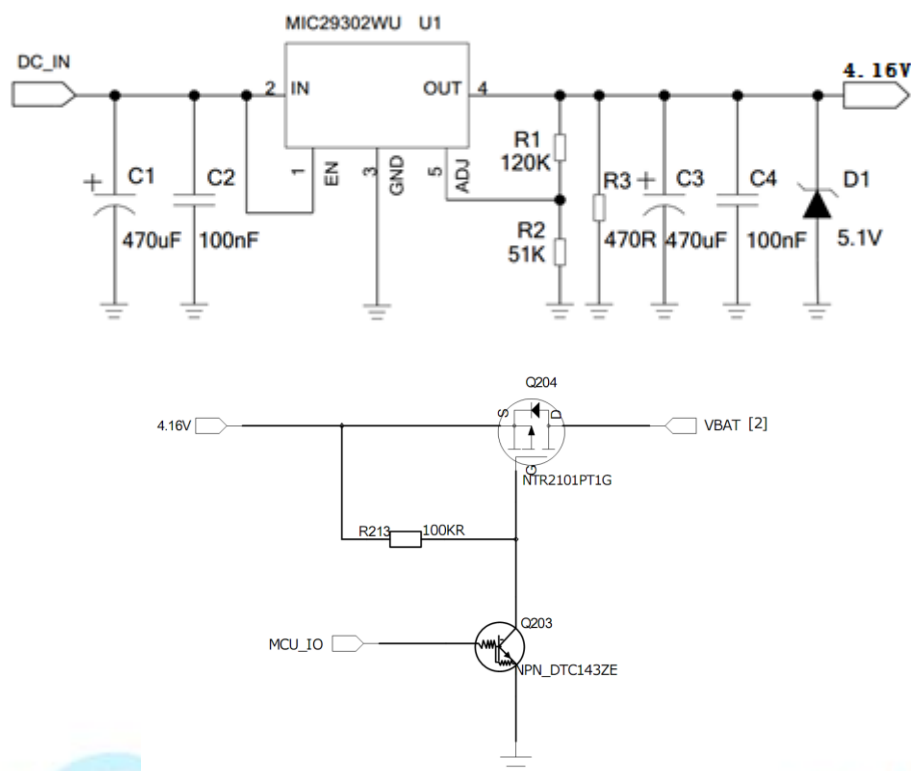 MIC29302WU U1
DC_IN
4.16V
2 IN
OUT 4
1 EN
3 GND
5 ADJ
C1
470uF
C2
100nF
R1
120K
R2
51K
R3
470R
C3
470uF
C4
100nF
D1
5.1V
Q204
4.16V
S
D
G
VBAT [2]
NTR2101PT1G
R213
100KR
Q203
MCU_IO
NPN_DTC143ZE